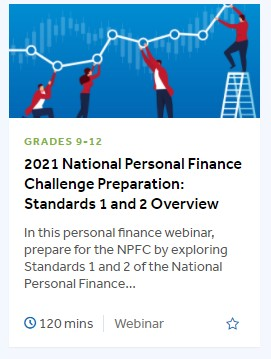 GRADES 9-12
2021 National Personal Finance
Challenge Preparation:
Standards 1 and 2 Overview
In this personal finance webinar,
prepare for the NPFC by exploring
Standards 1 and 2 of the National
Personal Finance...
120 mins Webinar